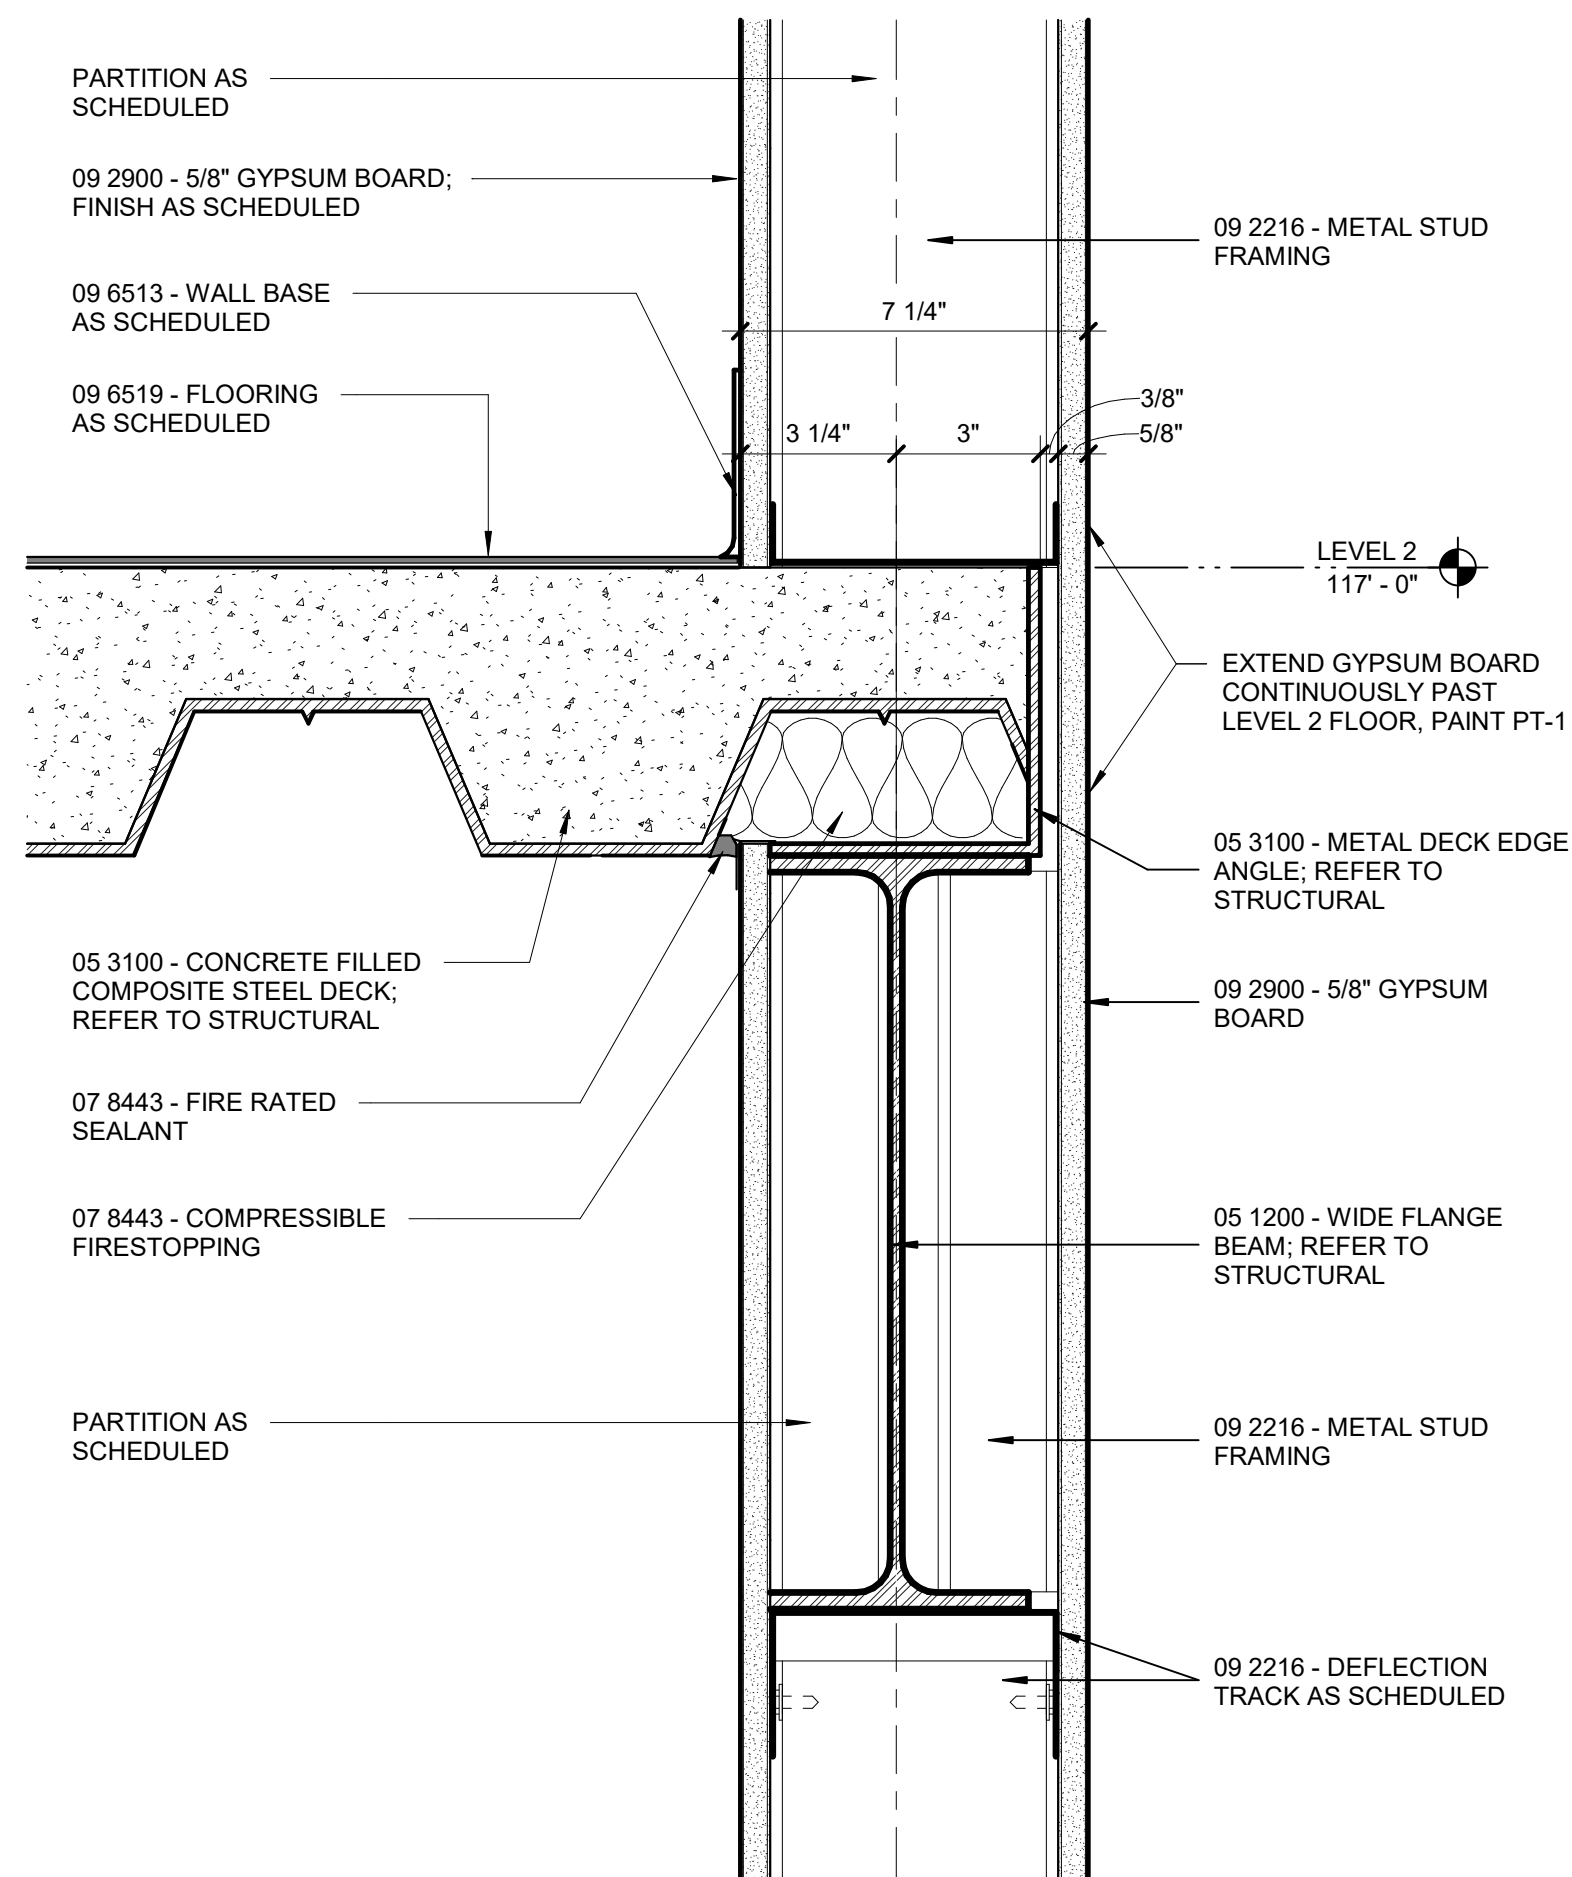 PARTITION AS
SCHEDULED
09 2900 - 5/8" GYPSUM BOARD;
FINISH AS SCHEDULED
09 6513 - WALL BASE
AS SCHEDULED
09 6519 - FLOORING
AS SCHEDULED
05 3100 - CONCRETE FILLED
COMPOSITE STEEL DECK;
REFER TO STRUCTURAL
07 8443 - FIRE RATED
SEALANT
07 8443 - COMPRESSIBLE
FIRESTOPPING
PARTITION AS
SCHEDULED
7 1/4"
3 1/4"
3"
3/8"
5/8"
09 2216 - METAL STUD
FRAMING
LEVEL 2
117' - 0"
EXTEND GYPSUM BOARD
CONTINUOUSLY PAST
LEVEL 2 FLOOR, PAINT PT-1
05 3100 - METAL DECK EDGE
ANGLE; REFER TO
STRUCTURAL
09 2900 - 5/8" GYPSUM
BOARD
05 1200 - WIDE FLANGE
BEAM; REFER TO
STRUCTURAL
09 2216 - METAL STUD
FRAMING
09 2216 - DEFLECTION
TRACK AS SCHEDULED